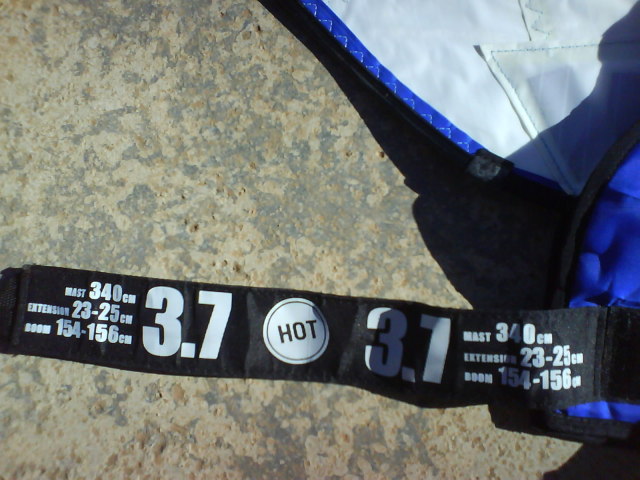 MAST 340cm
EXTENSION 23-25cm
BOOM 154-156cm
3.7
HOT
3.7
MAST 340cm
EXTENSION 23-25cm
BOOM 154-156cm